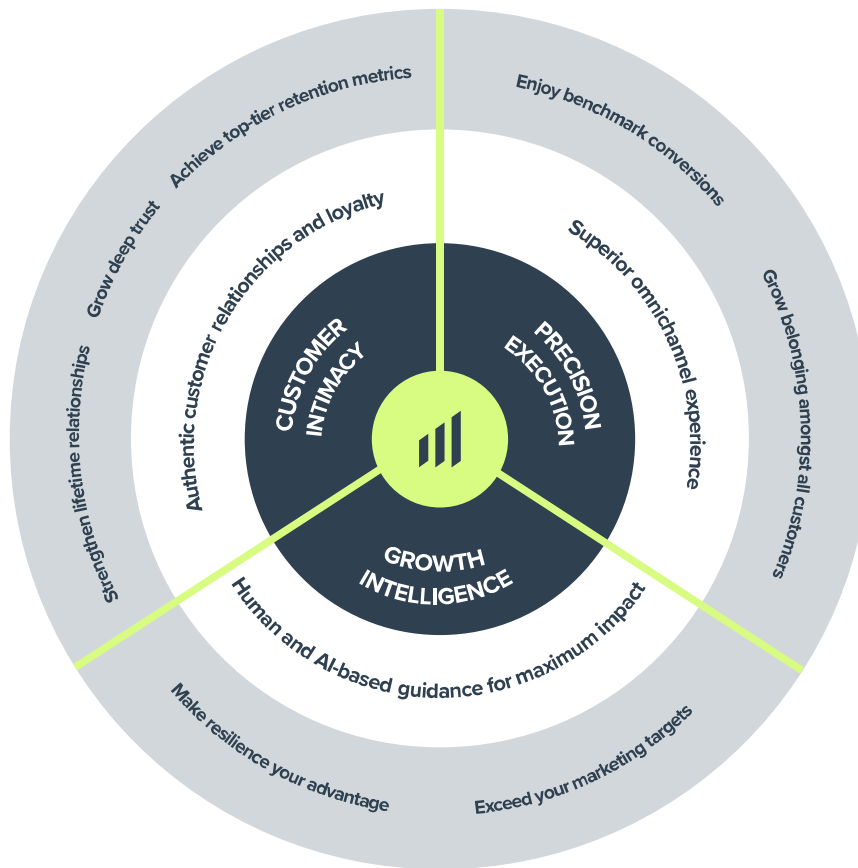 Achieve top-tier retention metrics
Grow deep trust
Strengthen lifetime relationships
Authentic customer relationships and loyalty
CUSTOMER
INTIMACY
Enjoy benchmark conversions
Grow belonging amongst all customers
Superior omnichannel experience
PRECISION
EXECUTION
GROWTH
INTELLIGENCE
Human and AI-based guidance for maximum impact
Make resilience your advantage
Exceed your marketing targets